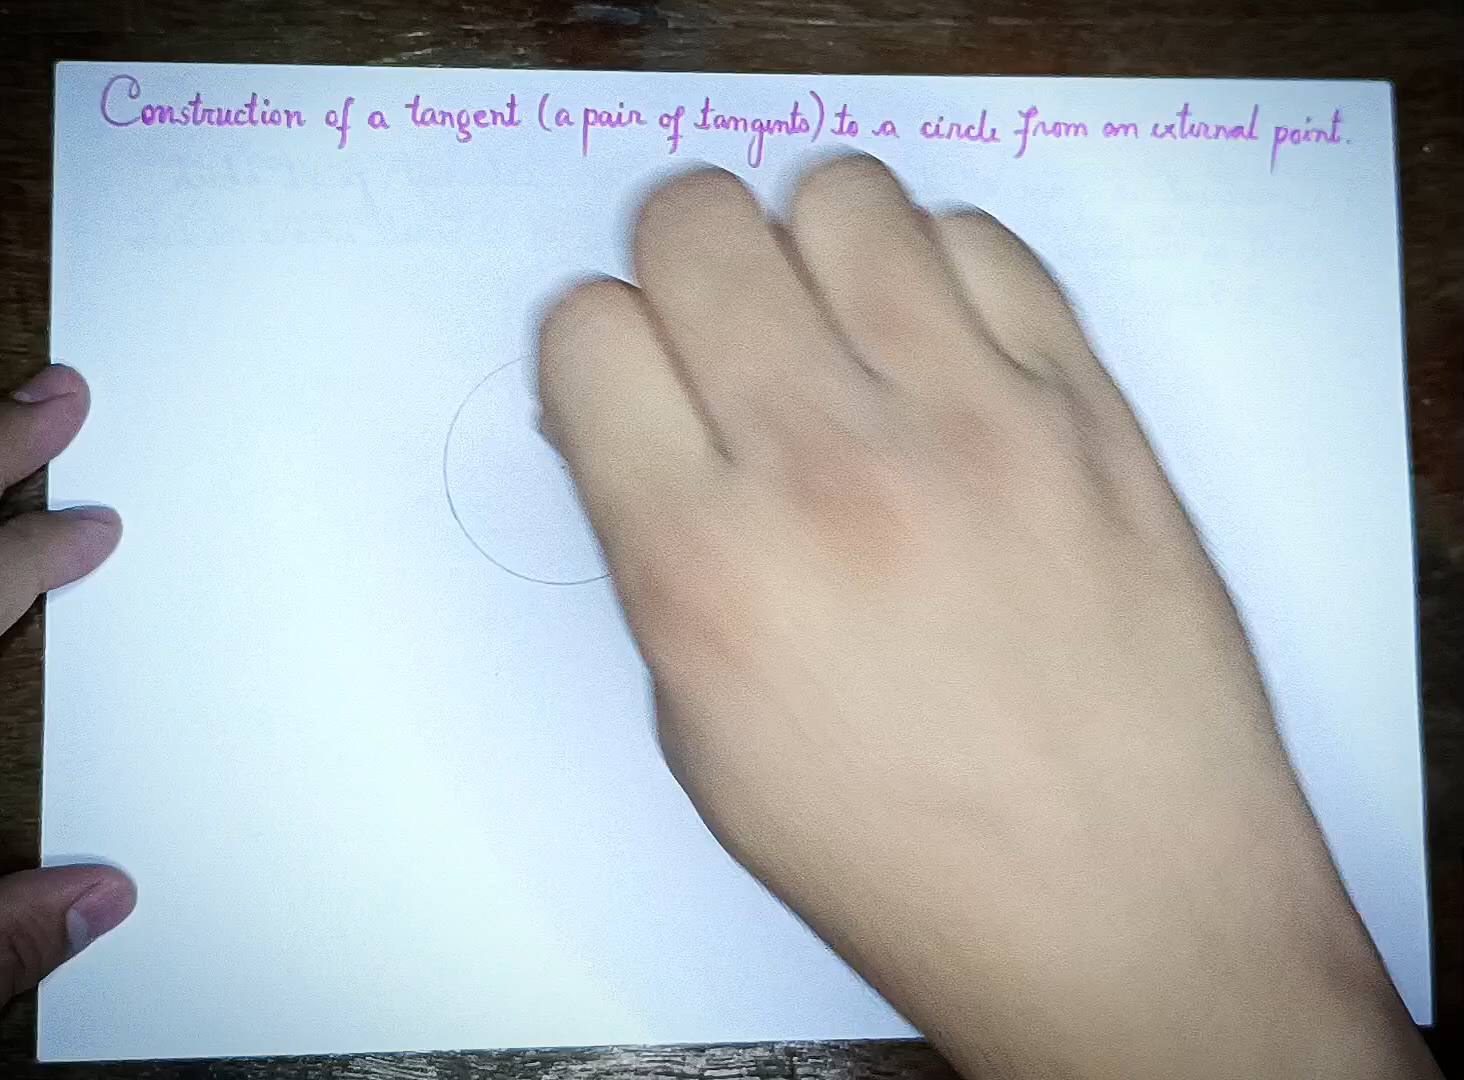 Construction of a tangent (a pair of tangents) to a circle from an external point.